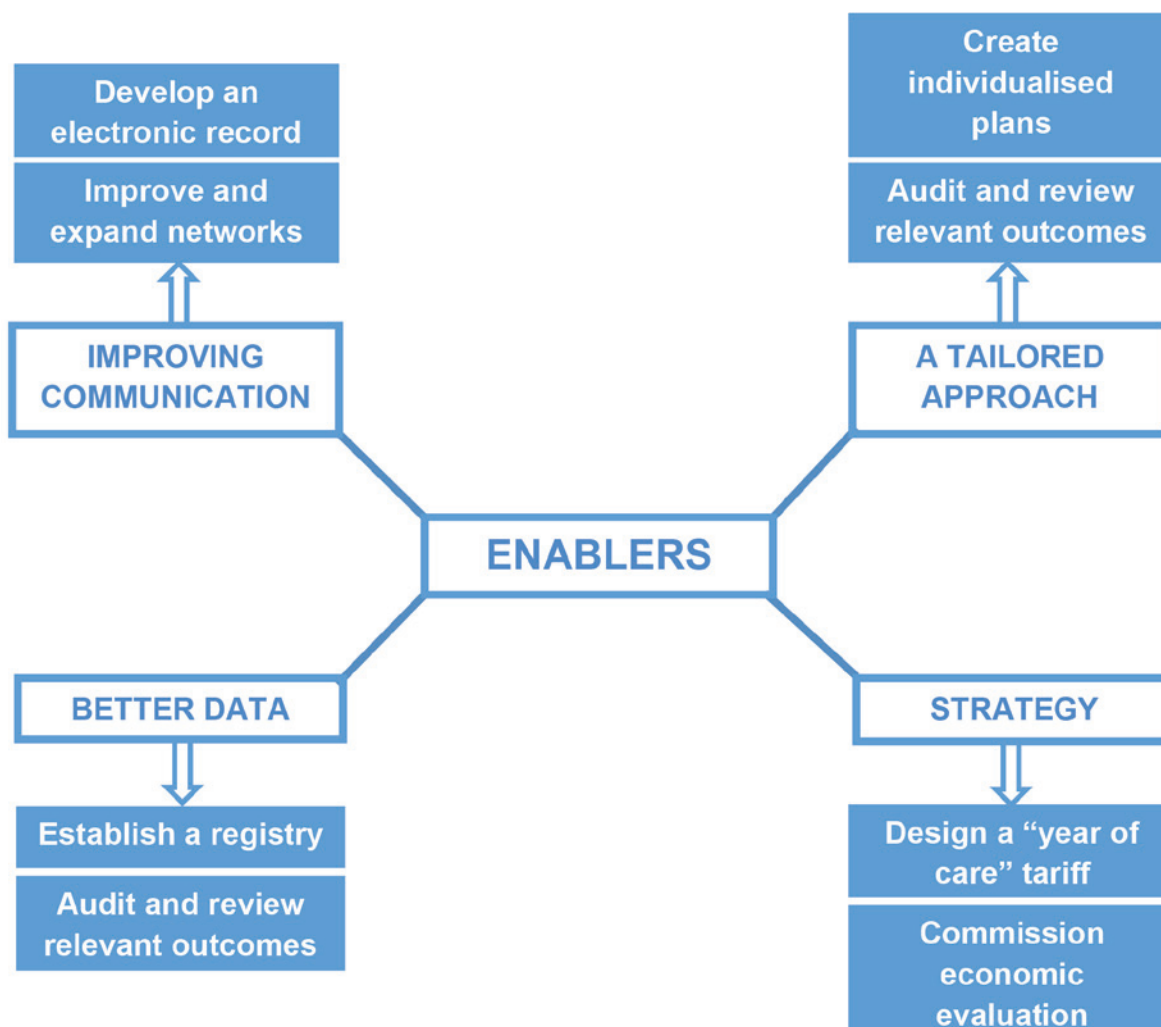 Develop an
electronic record
Improve and
expand networks
IMPROVING
COMMUNICATION
Create
individualised
plans
Audit and review
relevant outcomes
A TAILORED
APPROACH
ENABLERS
BETTER DATA
Establish a registry
Audit and review
relevant outcomes
STRATEGY
Design a “year of
care” tariff
Commission
economic
evaluation